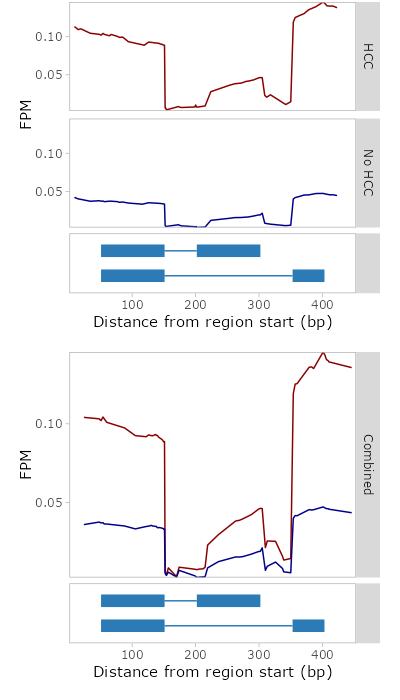 0.10
0.05
HCC
FPM
0.10
0.05
No HCC
100 200 300 400
Distance from region start (bp)
0.10
0.05
FPM
Combined
100 200 300 400
Distance from region start (bp)